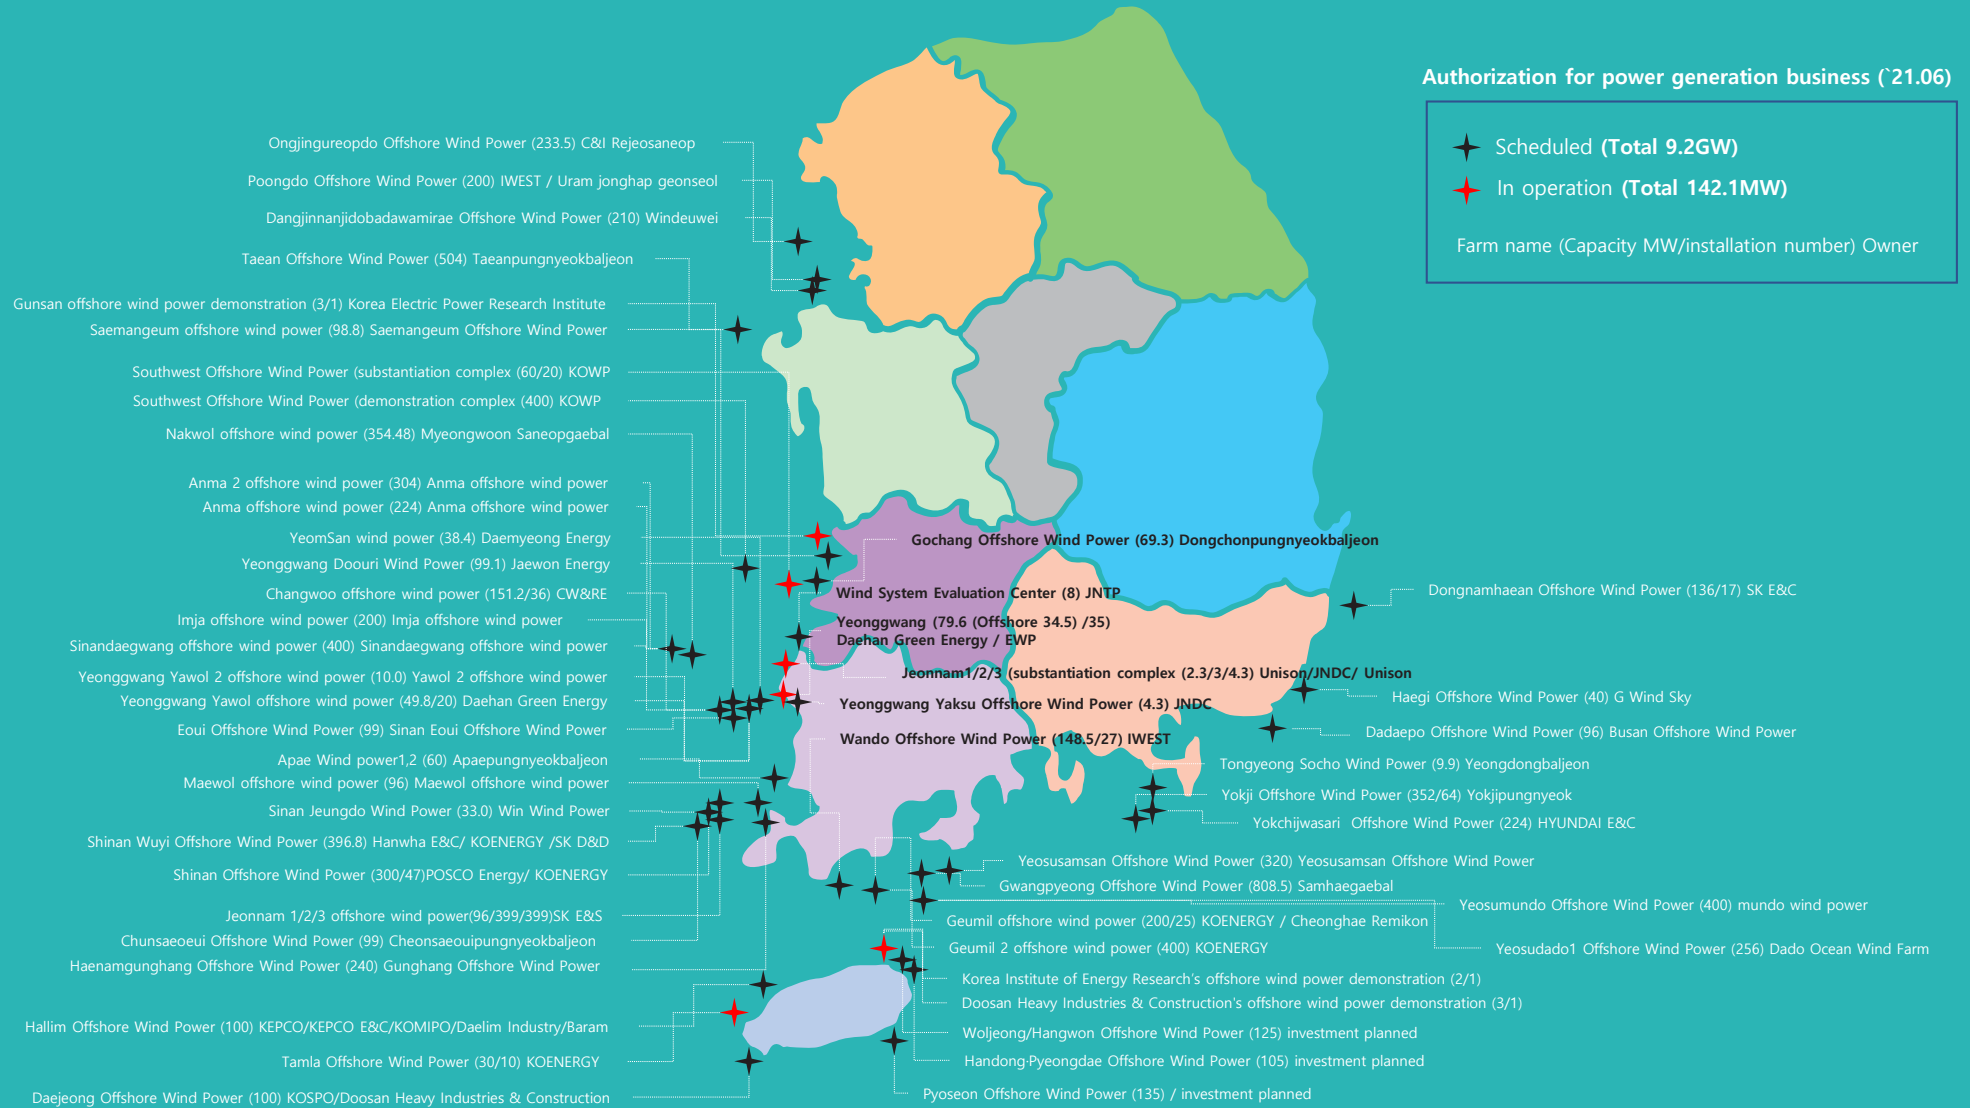 Authorization for power generation business (`21.06)
Scheduled (Total 9.2GW)
In operation (Total 142.1MW)
Farm name (Capacity MW/installation number) Owner
Ongjingureopdo Offshore Wind Power (233.5) C&I Rejeosaneop
Poongdo Offshore Wind Power (200) IWEST / Uram jonghap geonseol
Dangjinnanjidobadawamirae Offshore Wind Power (210) Windeuwei
Taean Offshore Wind Power (504) Taeanpungnyeokbaljeon
Gunsan offshore wind power demonstration (3/1) Korea Electric Power Research Institute
Saemangeum offshore wind power (98.8) Saemangeum Offshore Wind Power
Southwest Offshore Wind Power (substantiation complex (60/20) KOWP
Southwest Offshore Wind Power (demonstration complex (400) KOWP
Nakwol offshore wind power (354.48) Myeongwoon Saneopgaebal
Anma 2 offshore wind power (304) Anma offshore wind power
Anma offshore wind power (224) Anma offshore wind power
YeomSan wind power (38.4) Daemyeong Energy
Yeonggwang Doouri Wind Power (99.1) Jaewon Energy
Changwoo offshore wind power (151.2/36) CW&RE
Imja offshore wind power (200) Imja offshore wind power
Sinandaegwang offshore wind power (400) Sinandaegwang offshore wind power
Yeonggwang Yawol 2 offshore wind power (10.0) Yawol 2 offshore wind power
Yeonggwang Yawol offshore wind power (49.8/20) Daehan Green Energy
Eoui Offshore Wind Power (99) Sinan Eoui Offshore Wind Power
Apae Wind power1,2 (60) Apaepungnyeokbaljeon
Maewol offshore wind power (96) Maewol offshore wind power
Sinan Jeungdo Wind Power (33.0) Win Wind Power
Shinan Wuyi Offshore Wind Power (396.8) Hanwha E&C/ KOENERGY /SK D&D
Shinan Offshore Wind Power (300/47)POSCO Energy/ KOENERGY
Jeonnam 1/2/3 offshore wind power(96/399/399)SK E&S
Chunsaeoeui Offshore Wind Power (99) Cheonsaeouipungnyeokbaljeon
Haenamgunghang Offshore Wind Power (240) Gunghang Offshore Wind Power
Hallim Offshore Wind Power (100) KEPCO/KEPCO E&C/KOMIPO/Daelim Industry/Baram
Tamla Offshore Wind Power (30/10) KOENERGY
Daejeong Offshore Wind Power (100) KOSPO/Doosan Heavy Industries & Construction
Gochang Offshore Wind Power (69.3) Dongchonpungnyeokbaljeon
Wind System Evaluation Center (8) JNTP
Yeonggwang (79.6 (Offshore 34.5) /35)
Daehan Green Energy / EWP
Jeonnam1/2/3 (substantiation complex (2.3/3/4.3) Unison/JNDC/ Unison
Yeonggwang Yaksu Offshore Wind Power (4.3) JNDC
Wando Offshore Wind Power (148.5/27) IWEST
Dongnamhaean Offshore Wind Power (136/17) SK E&C
Haegi Offshore Wind Power (40) G Wind Sky
Dadaepo Offshore Wind Power (96) Busan Offshore Wind Power
Tongyeong Socho Wind Power (9.9) Yeongdongbaljeon
Yokji Offshore Wind Power (352/64) Yokjipungnyeok
Yokchijwasari Offshore Wind Power (224) HYUNDAI E&C
Yeosusamsan Offshore Wind Power (320) Yeosusamsan Offshore Wind Power
Gwangpyeong Offshore Wind Power (808.5) Samhaegaebal
Yeosumundo Offshore Wind Power (400) mundo wind power
Geumil offshore wind power (200/25) KOENERGY / Cheonghae Remikon
Geumil 2 offshore wind power (400) KOENERGY
Yeosudado1 Offshore Wind Power (256) Dado Ocean Wind Farm
Korea Institute of Energy Research's offshore wind power demonstration (2/1)
Doosan Heavy Industries & Construction's offshore wind power demonstration (3/1)
Woljeong/Hangwon Offshore Wind Power (125) investment planned
Handong·Pyeongdae Offshore Wind Power (105) investment planned
Pyoseon Offshore Wind Power (135) / investment planned